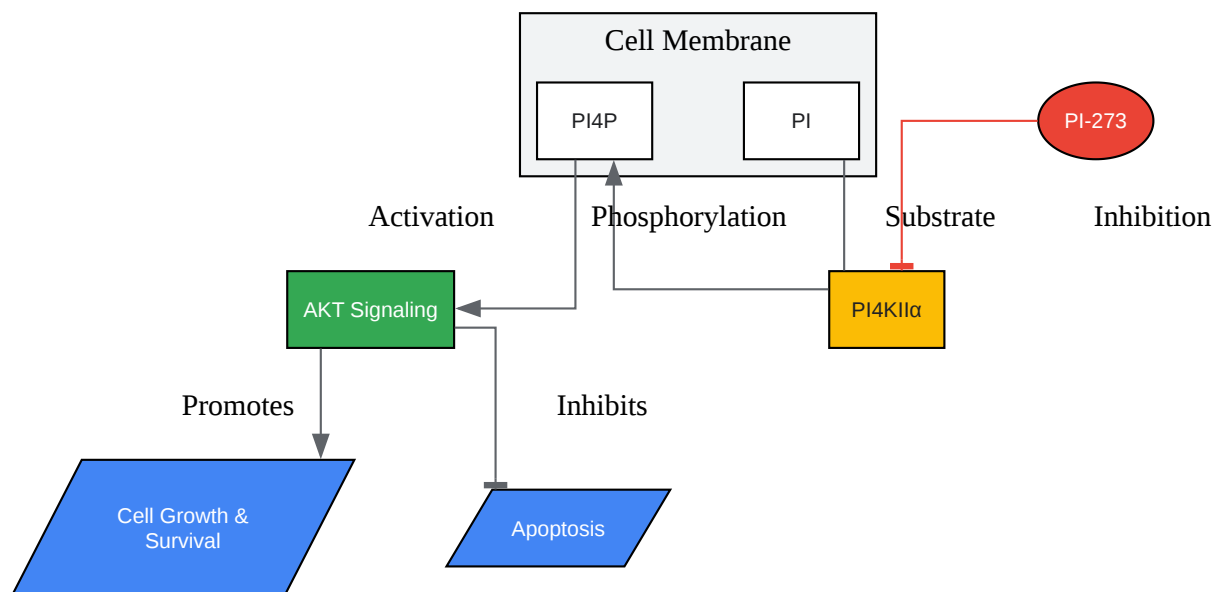 Cell Membrane
PI4P
PI
PI-273
Activation
Phosphorylation
Substrate
Inhibition
AKT Signaling
PI4KIIα
Promotes
Inhibits
Cell Growth &
Survival
Apoptosis